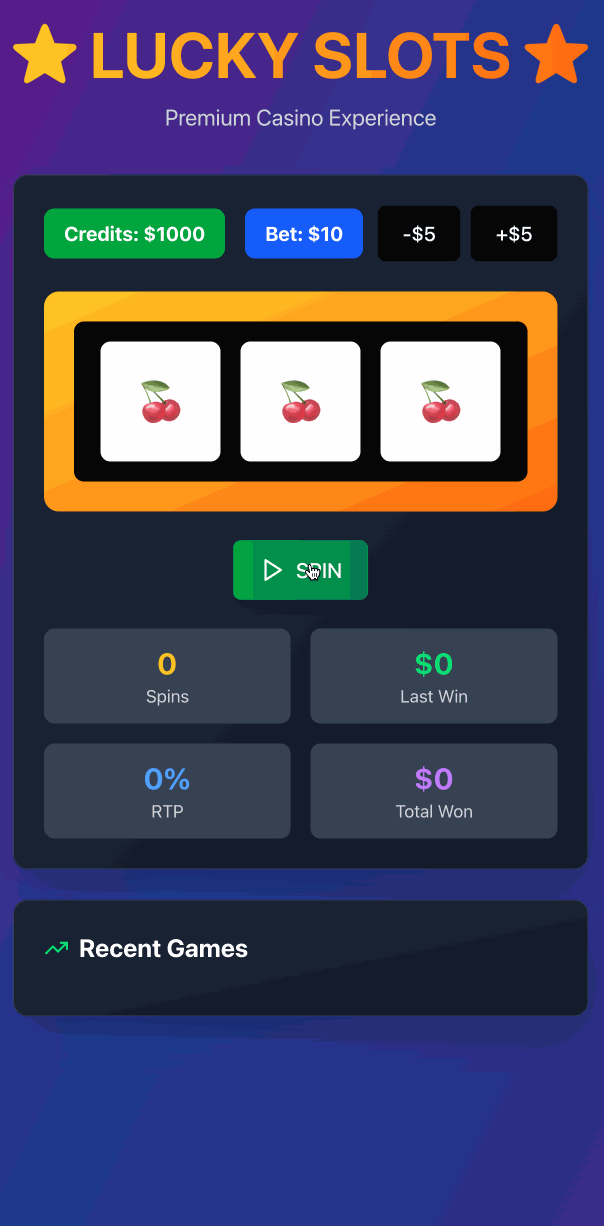 LUCKY SLOTS
Premium Casino Experience
Credits: $1000
Bet: $10
-$5
+$5
SPIN
0
Spins
$0
Last Win
0%
RTP
$0
Total Won
Recent Games